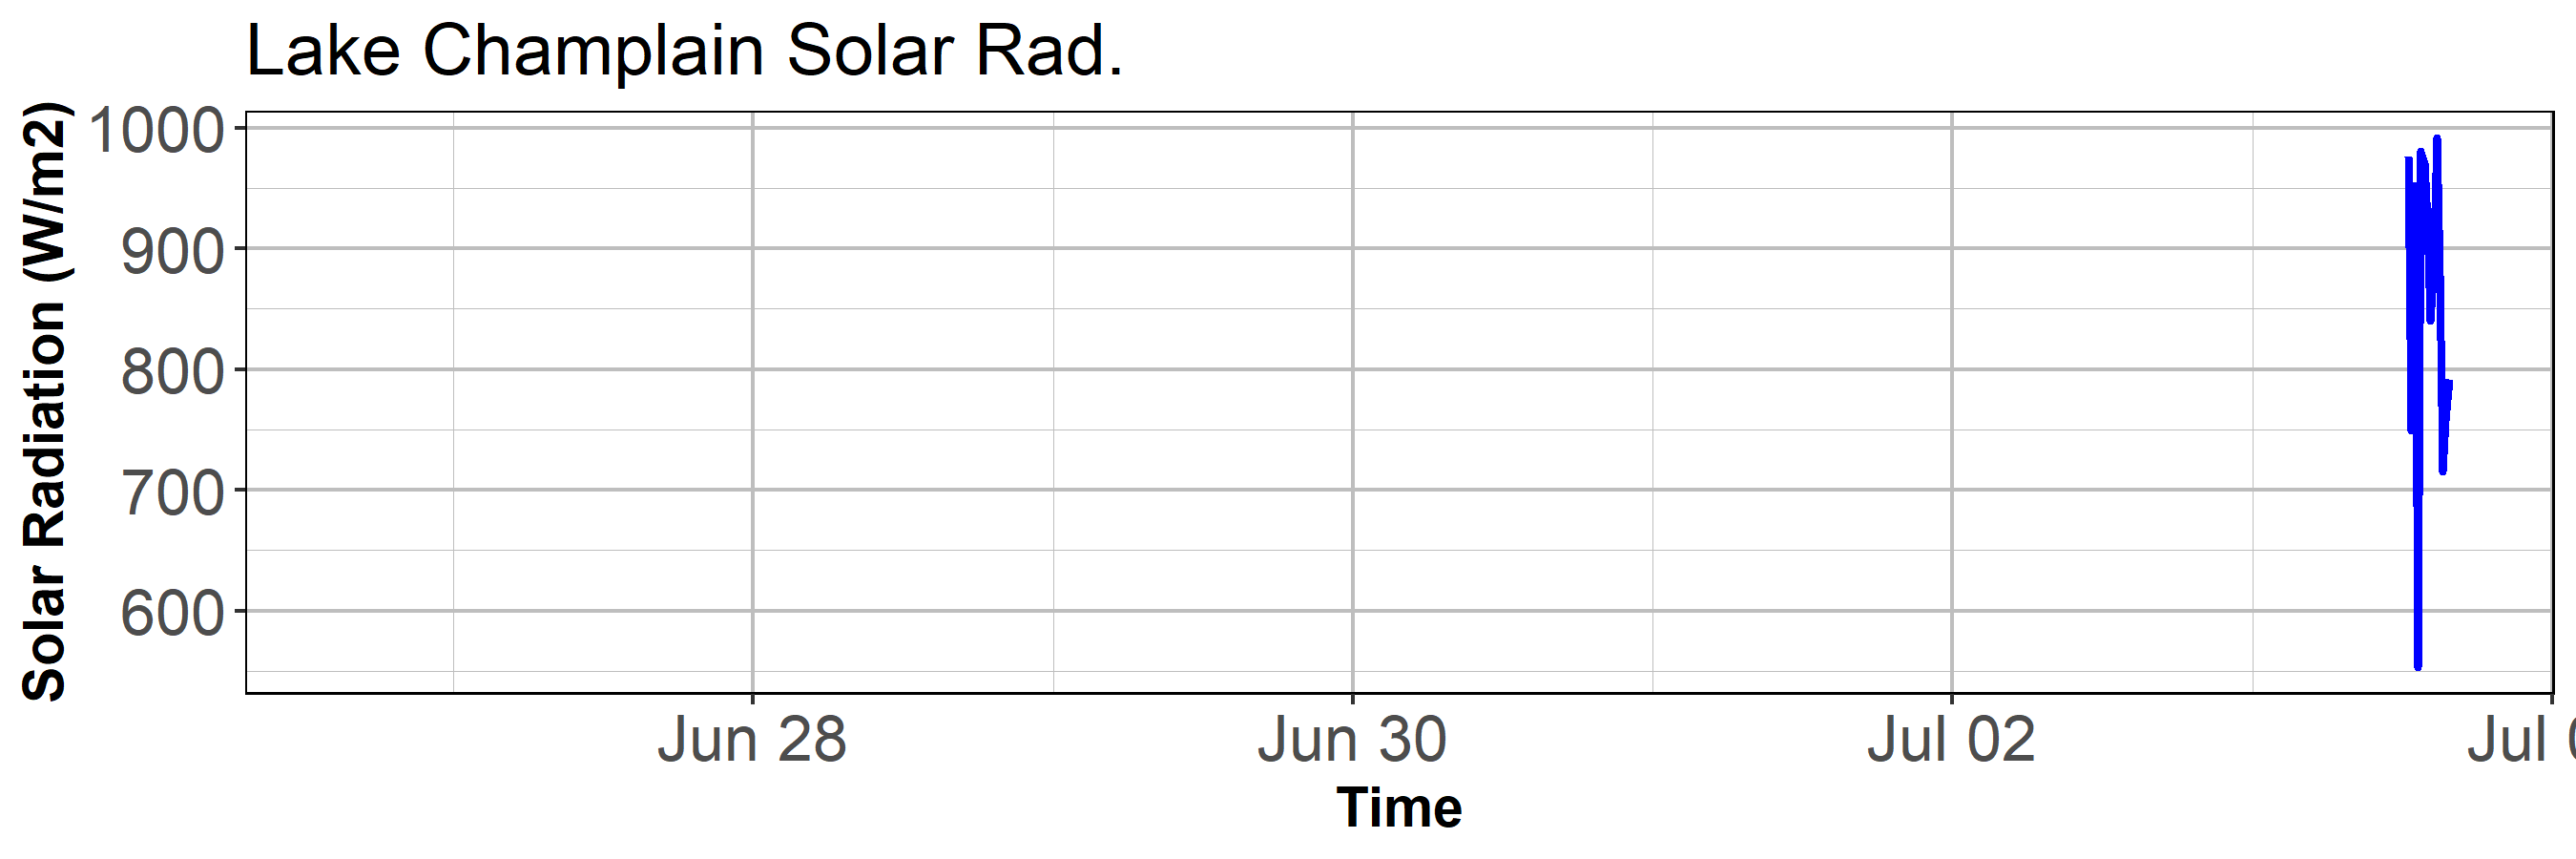 Lake Champlain Solar Rad.
Solar Radiation (W/m2)
1000
900
800
700
600
Jun 28 Jun 30 Jul 02 Jul
Time